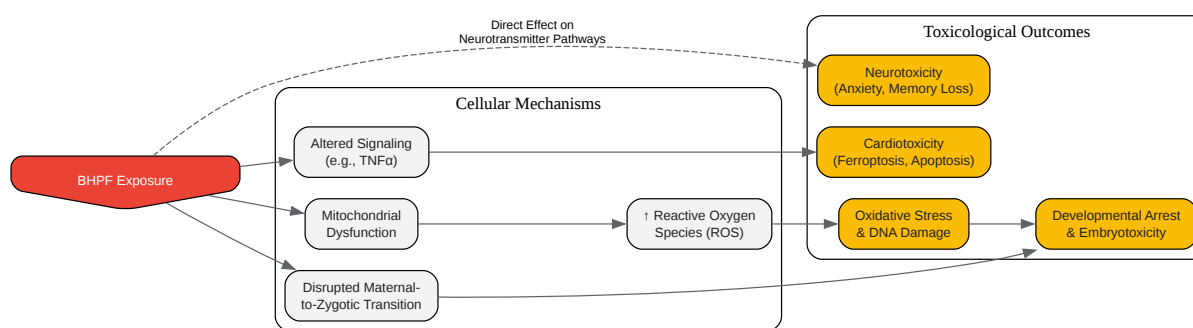 Direct Effect on
Neurotransmitter Pathways
Toxicological Outcomes
Neurotoxicity
(Anxiety, Memory Loss)
Cellular Mechanisms
Altered Signaling
(e.g., TNFα)
Cardiotoxicity
(Ferroptosis, Apoptosis)
BHPF Exposure
Mitochondrial
Dysfunction
↑ Reactive Oxygen
Species (ROS)
Oxidative Stress
& DNA Damage
Developmental Arrest
& Embryotoxicity
Disrupted Maternal-
to-Zygotic Transition